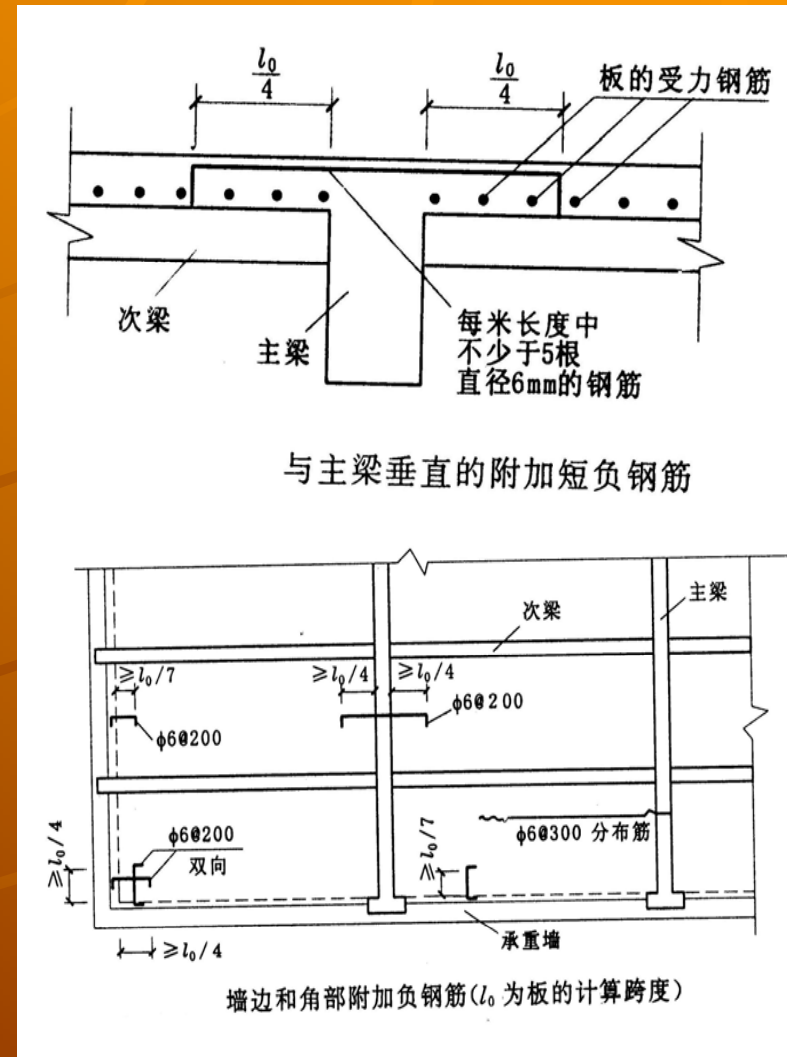 l₀/4
l₀/4
板的受力钢筋
次梁
主梁
每米长度中
不少于5根
直径6mm的钢筋
与主梁垂直的附加短负钢筋
主梁
次梁
≥l₀/7
≥l₀/4
≥l₀/4
ϕ6@200
ϕ6@200
≥l₀/4
ϕ6@200
双向
≥l₀/7
ϕ6@300 分布筋
≥l₀/4
承重墙
墙边和角部附加负钢筋(l₀ 为板的计算跨度)